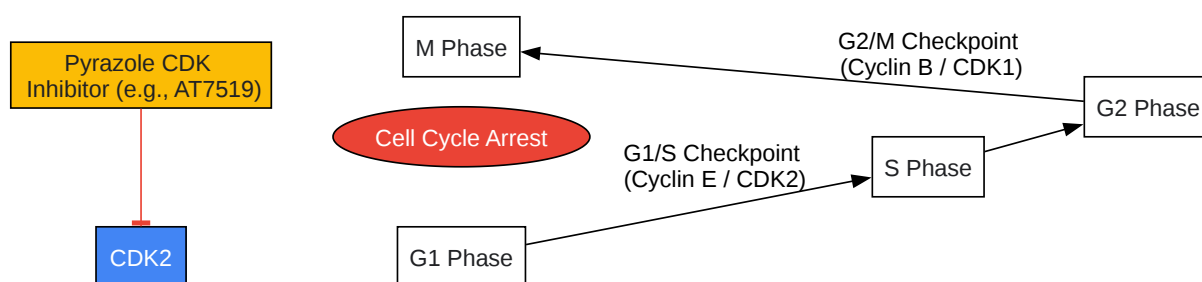 Pyrazole CDK
Inhibitor (e.g., AT7519)
CDK2
M Phase
Cell Cycle Arrest
G1 Phase
G1/S Checkpoint
(Cyclin E / CDK2)
S Phase
G2/M Checkpoint
(Cyclin B / CDK1)
G2 Phase